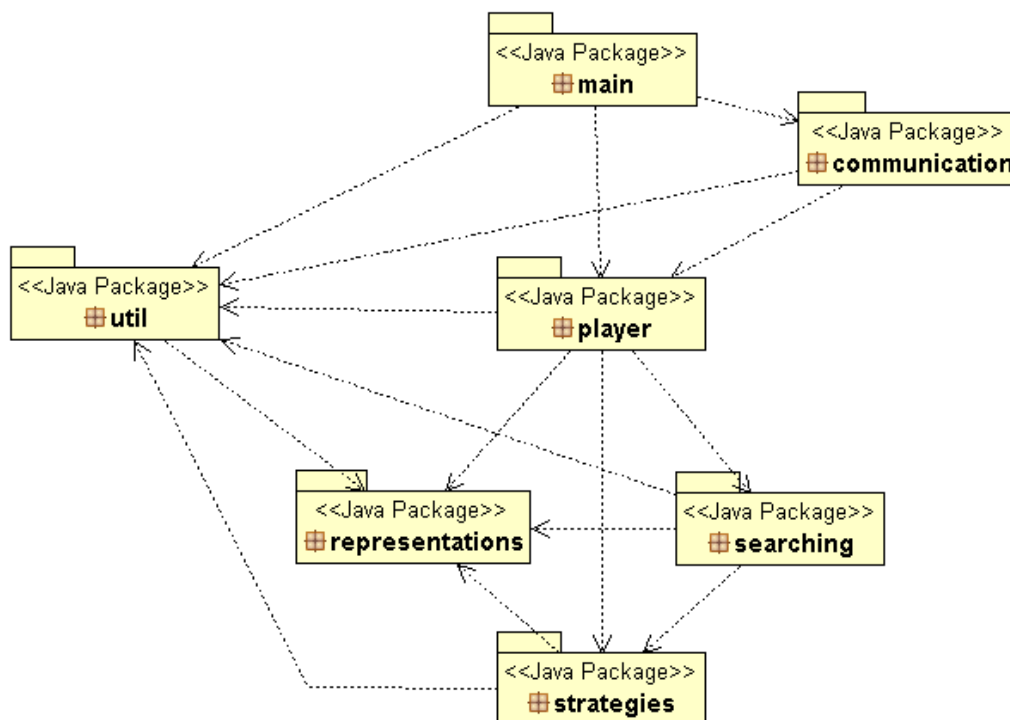 <<Java Package>>
main
<<Java Package>>
communication
<<Java Package>>
util
<<Java Package>>
player
<<Java Package>>
representations
<<Java Package>>
searching
<<Java Package>>
strategies